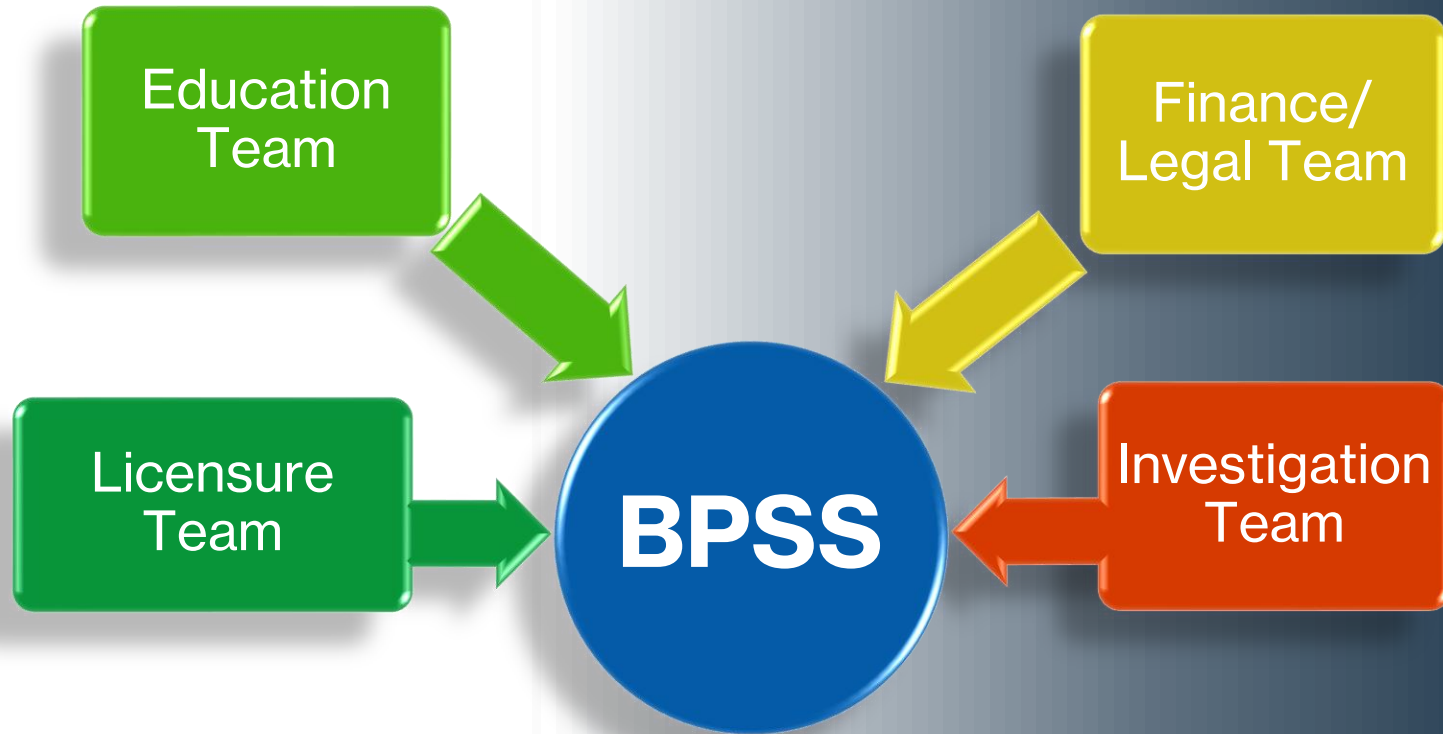 Education
Team
Finance/
Legal Team
Licensure
Team
BPSS
Investigation
Team